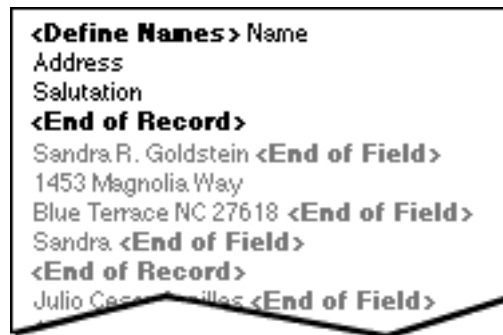 <Define Names> Name
Address
Salutation
<End of Record>
Sandra R. Goldstein <End of Field>
1453 Magnolia Way
Blue Terrace NC 27618 <End of Field>
Sandra <End of Field>
<End of Record>
Julio <End of Field>